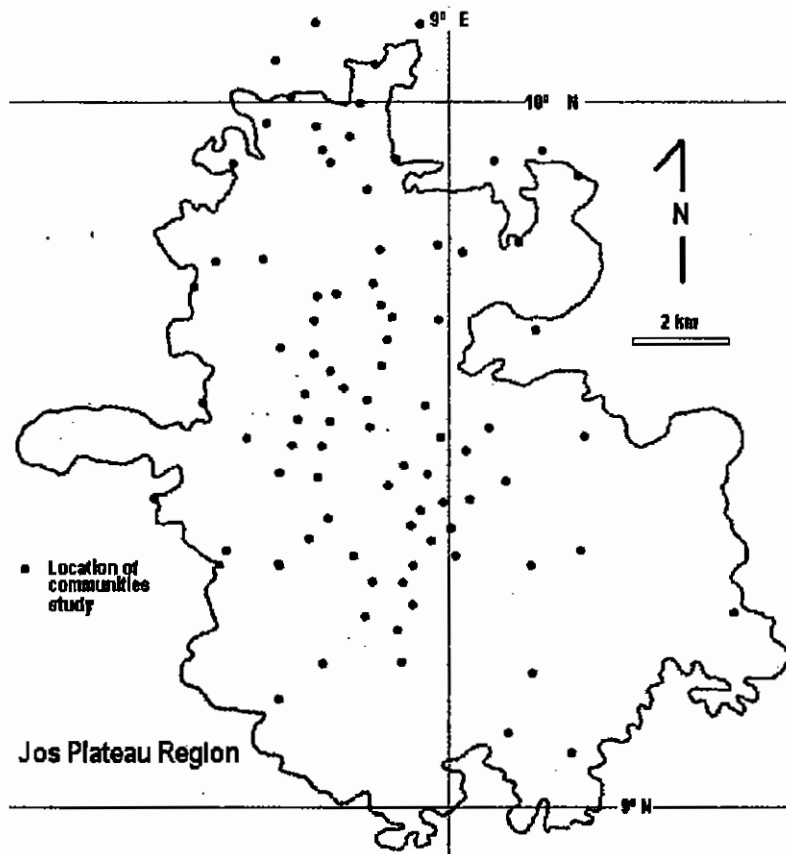 9° E
10° N
N
2 km
Location of
communities
study
Jos Plateau Region
9° N